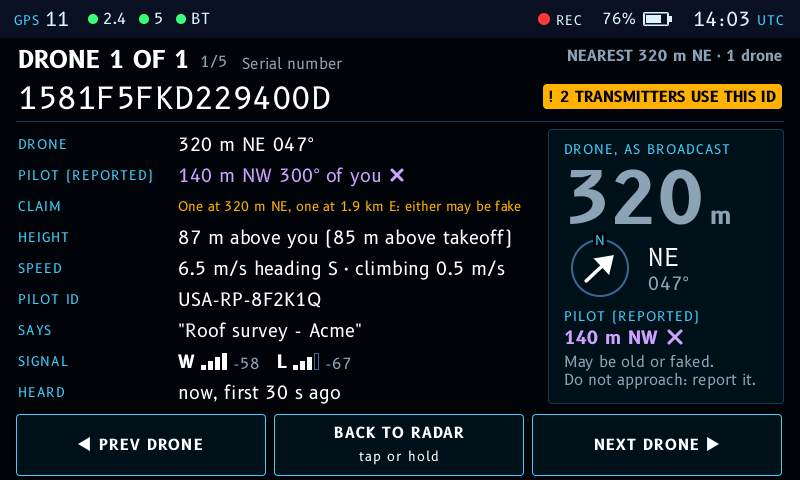 GPS 11 2.4 5 BT REC 76% 14:03 UTC
DRONE 1 OF 1 1/5 Serial number NEAREST 320 m NE · 1 drone
1581F5FKD229400D ! 2 TRANSMITTERS USE THIS ID
DRONE 320 m NE 047°
PILOT (REPORTED) 140 m NW 300° of you ✕
CLAIM One at 320 m NE, one at 1.9 km E: either may be fake
HEIGHT 87 m above you (85 m above takeoff)
SPEED 6.5 m/s heading S · climbing 0.5 m/s
PILOT ID USA-RP-8F2K1Q
SAYS "Roof survey - Acme"
SIGNAL W -58 L -67
HEARD now, first 30 s ago
DRONE, AS BROADCAST
320 m
N
NE
047°
PILOT (REPORTED)
140 m NW ✕
May be old or faked.
Do not approach: report it.
◀ PREV DRONE
BACK TO RADAR
tap or hold
NEXT DRONE ▶